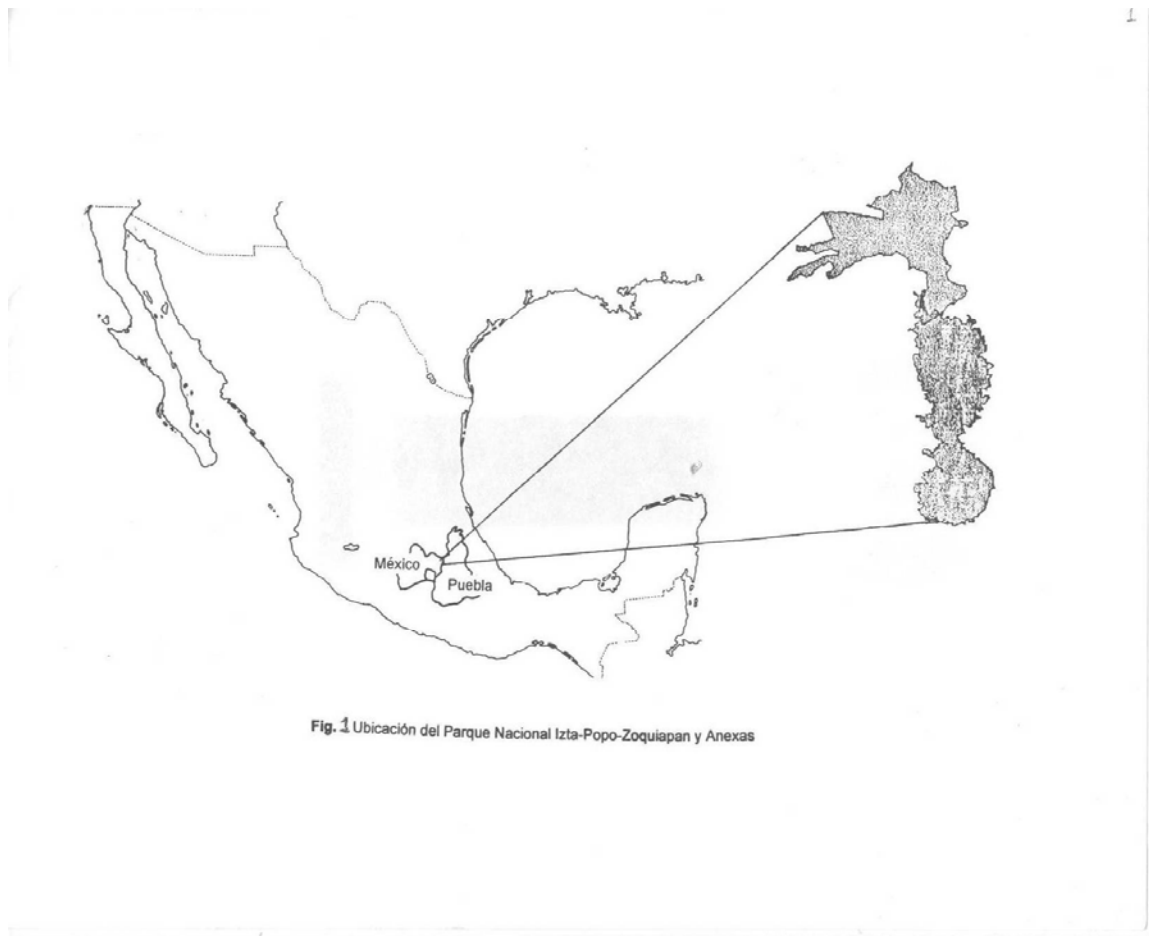 1
México
Puebla
Fig. 1 Ubicación del Parque Nacional Izta-Popo-Zoquiapan y Anexas